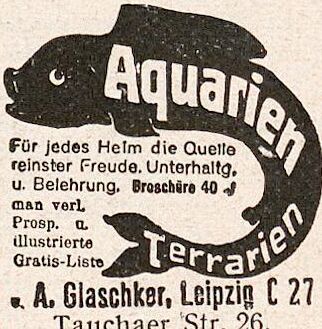 Aquarien
Für jedes Heim die Quelle
reinster Freude. Unterhaltg.
u. Belehrung. Broschüre 40 ₰
man verl.
Prosp. u.
illustrierte
Gratis-Liste
Terrarien
A. Glaschker, Leipzig C 27
Tauchaer Str. 26.